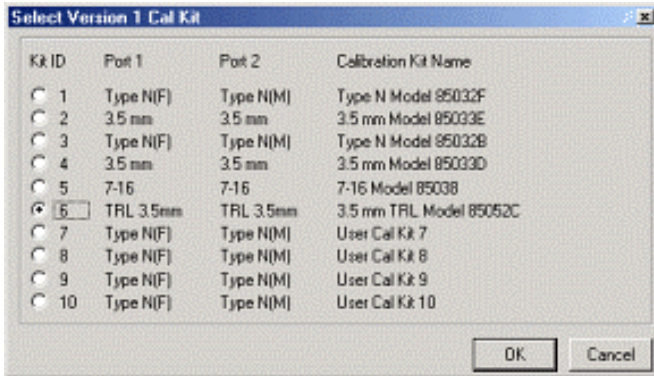 Select Version 1 Cal Kit
Kit ID Port 1 Port 2 Calibration Kit Name
1 Type N(F) Type N(M) Type N Model 85032F
2 3.5 mm 3.5 mm 3.5 mm Model 85033E
3 Type N(F) Type N(M) Type N Model 85032B
4 3.5 mm 3.5 mm 3.5 mm Model 85033D
5 7-16 7-16 7-16 Model 85038
6 TRL 3.5mm TRL 3.5mm 3.5 mm TRL Model 85052C
7 Type N(F) Type N(M) User Cal Kit 7
8 Type N(F) Type N(M) User Cal Kit 8
9 Type N(F) Type N(M) User Cal Kit 9
10 Type N(F) Type N(M) User Cal Kit 10
OK Cancel